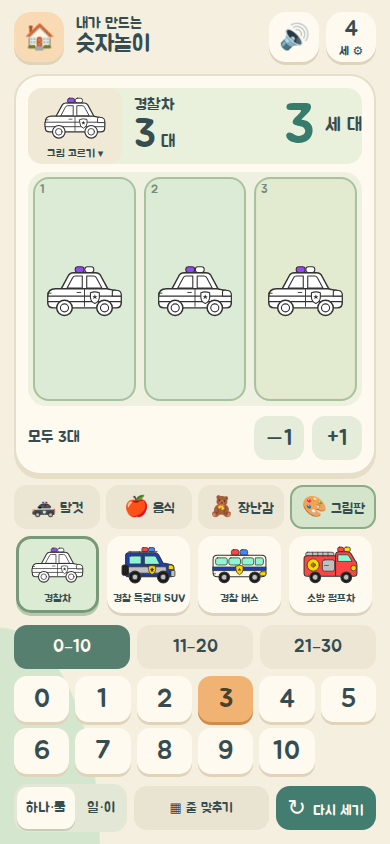 내가 만드는
숫자놀이
4
세 ⚙
경찰차
3 대
그림 고르기 ▾
3 세 대
1
2
3
모두 3대
−1
+1
탈것
음식
장난감
그림판
경찰차
경찰 특공대 SUV
경찰 버스
소방 펌프차
0–10
11–20
21–30
0
1
2
3
4
5
6
7
8
9
10
하나·둘
일·이
▦ 줄 맞추기
↻ 다시 세기